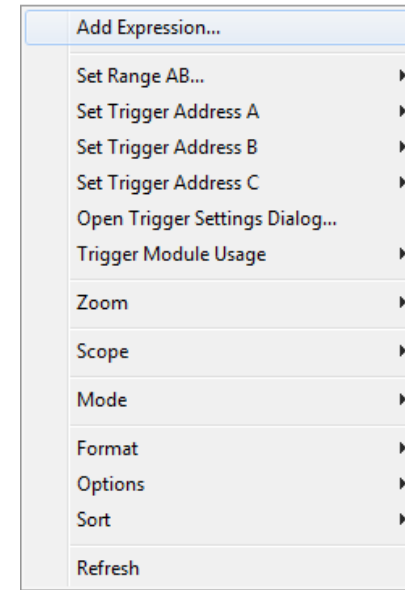 Add Expression...
Set Range AB...
Set Trigger Address A
Set Trigger Address B
Set Trigger Address C
Open Trigger Settings Dialog...
Trigger Module Usage
Zoom
Scope
Mode
Format
Options
Sort
Refresh